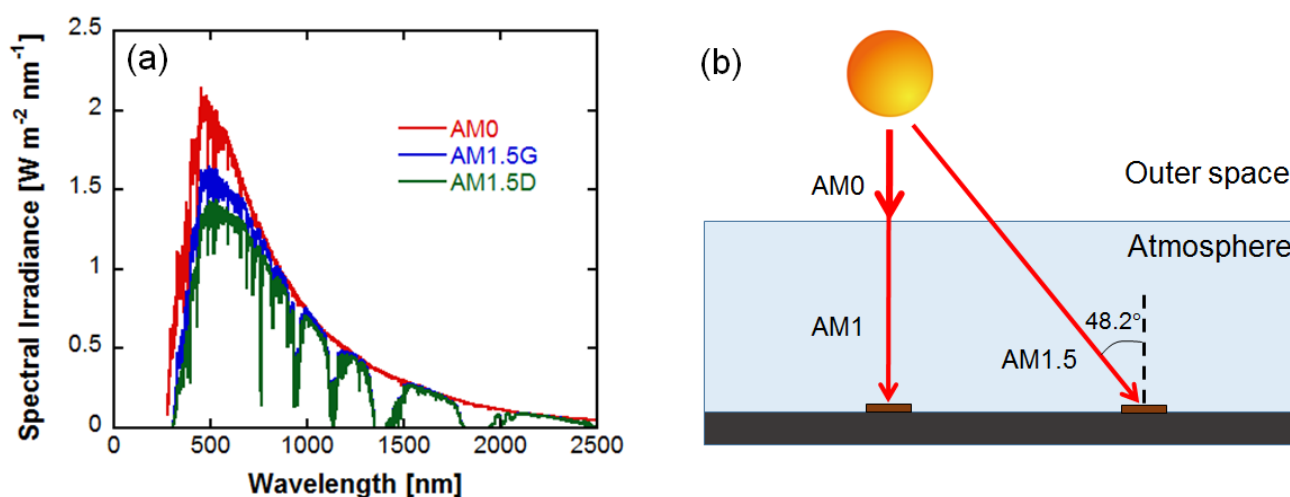 (a)
Spectral Irradiance [W m-2 nm-1]
2.5
2
1.5
1
0.5
0
AM0
AM1.5G
AM1.5D
0
500
1000
1500
2000
2500
Wavelength [nm]
(b)
AM0
Outer space
Atmosphere
AM1
48.2°
AM1.5